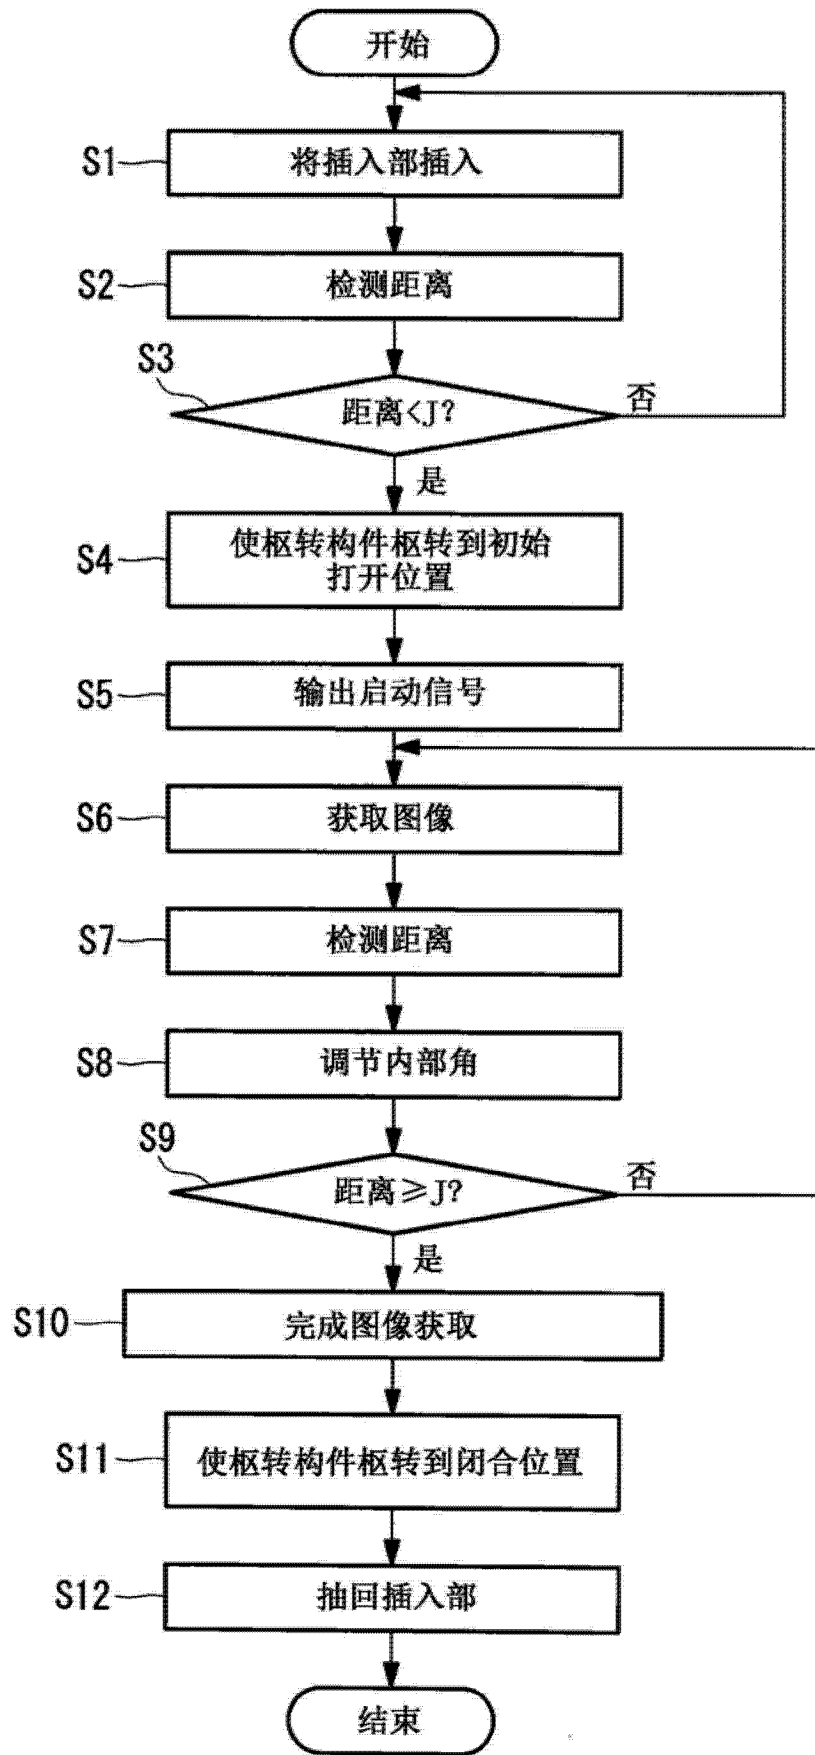 开始
S1
将插入部插入
S2
检测距离
S3
距离<J?
否
是
S4
使枢转构件枢转到初始
打开位置
S5
输出启动信号
S6
获取图像
S7
检测距离
S8
调节内部角
S9
距离≥J?
否
是
S10
完成图像获取
S11
使枢转构件枢转到闭合位置
S12
抽回插入部
结束